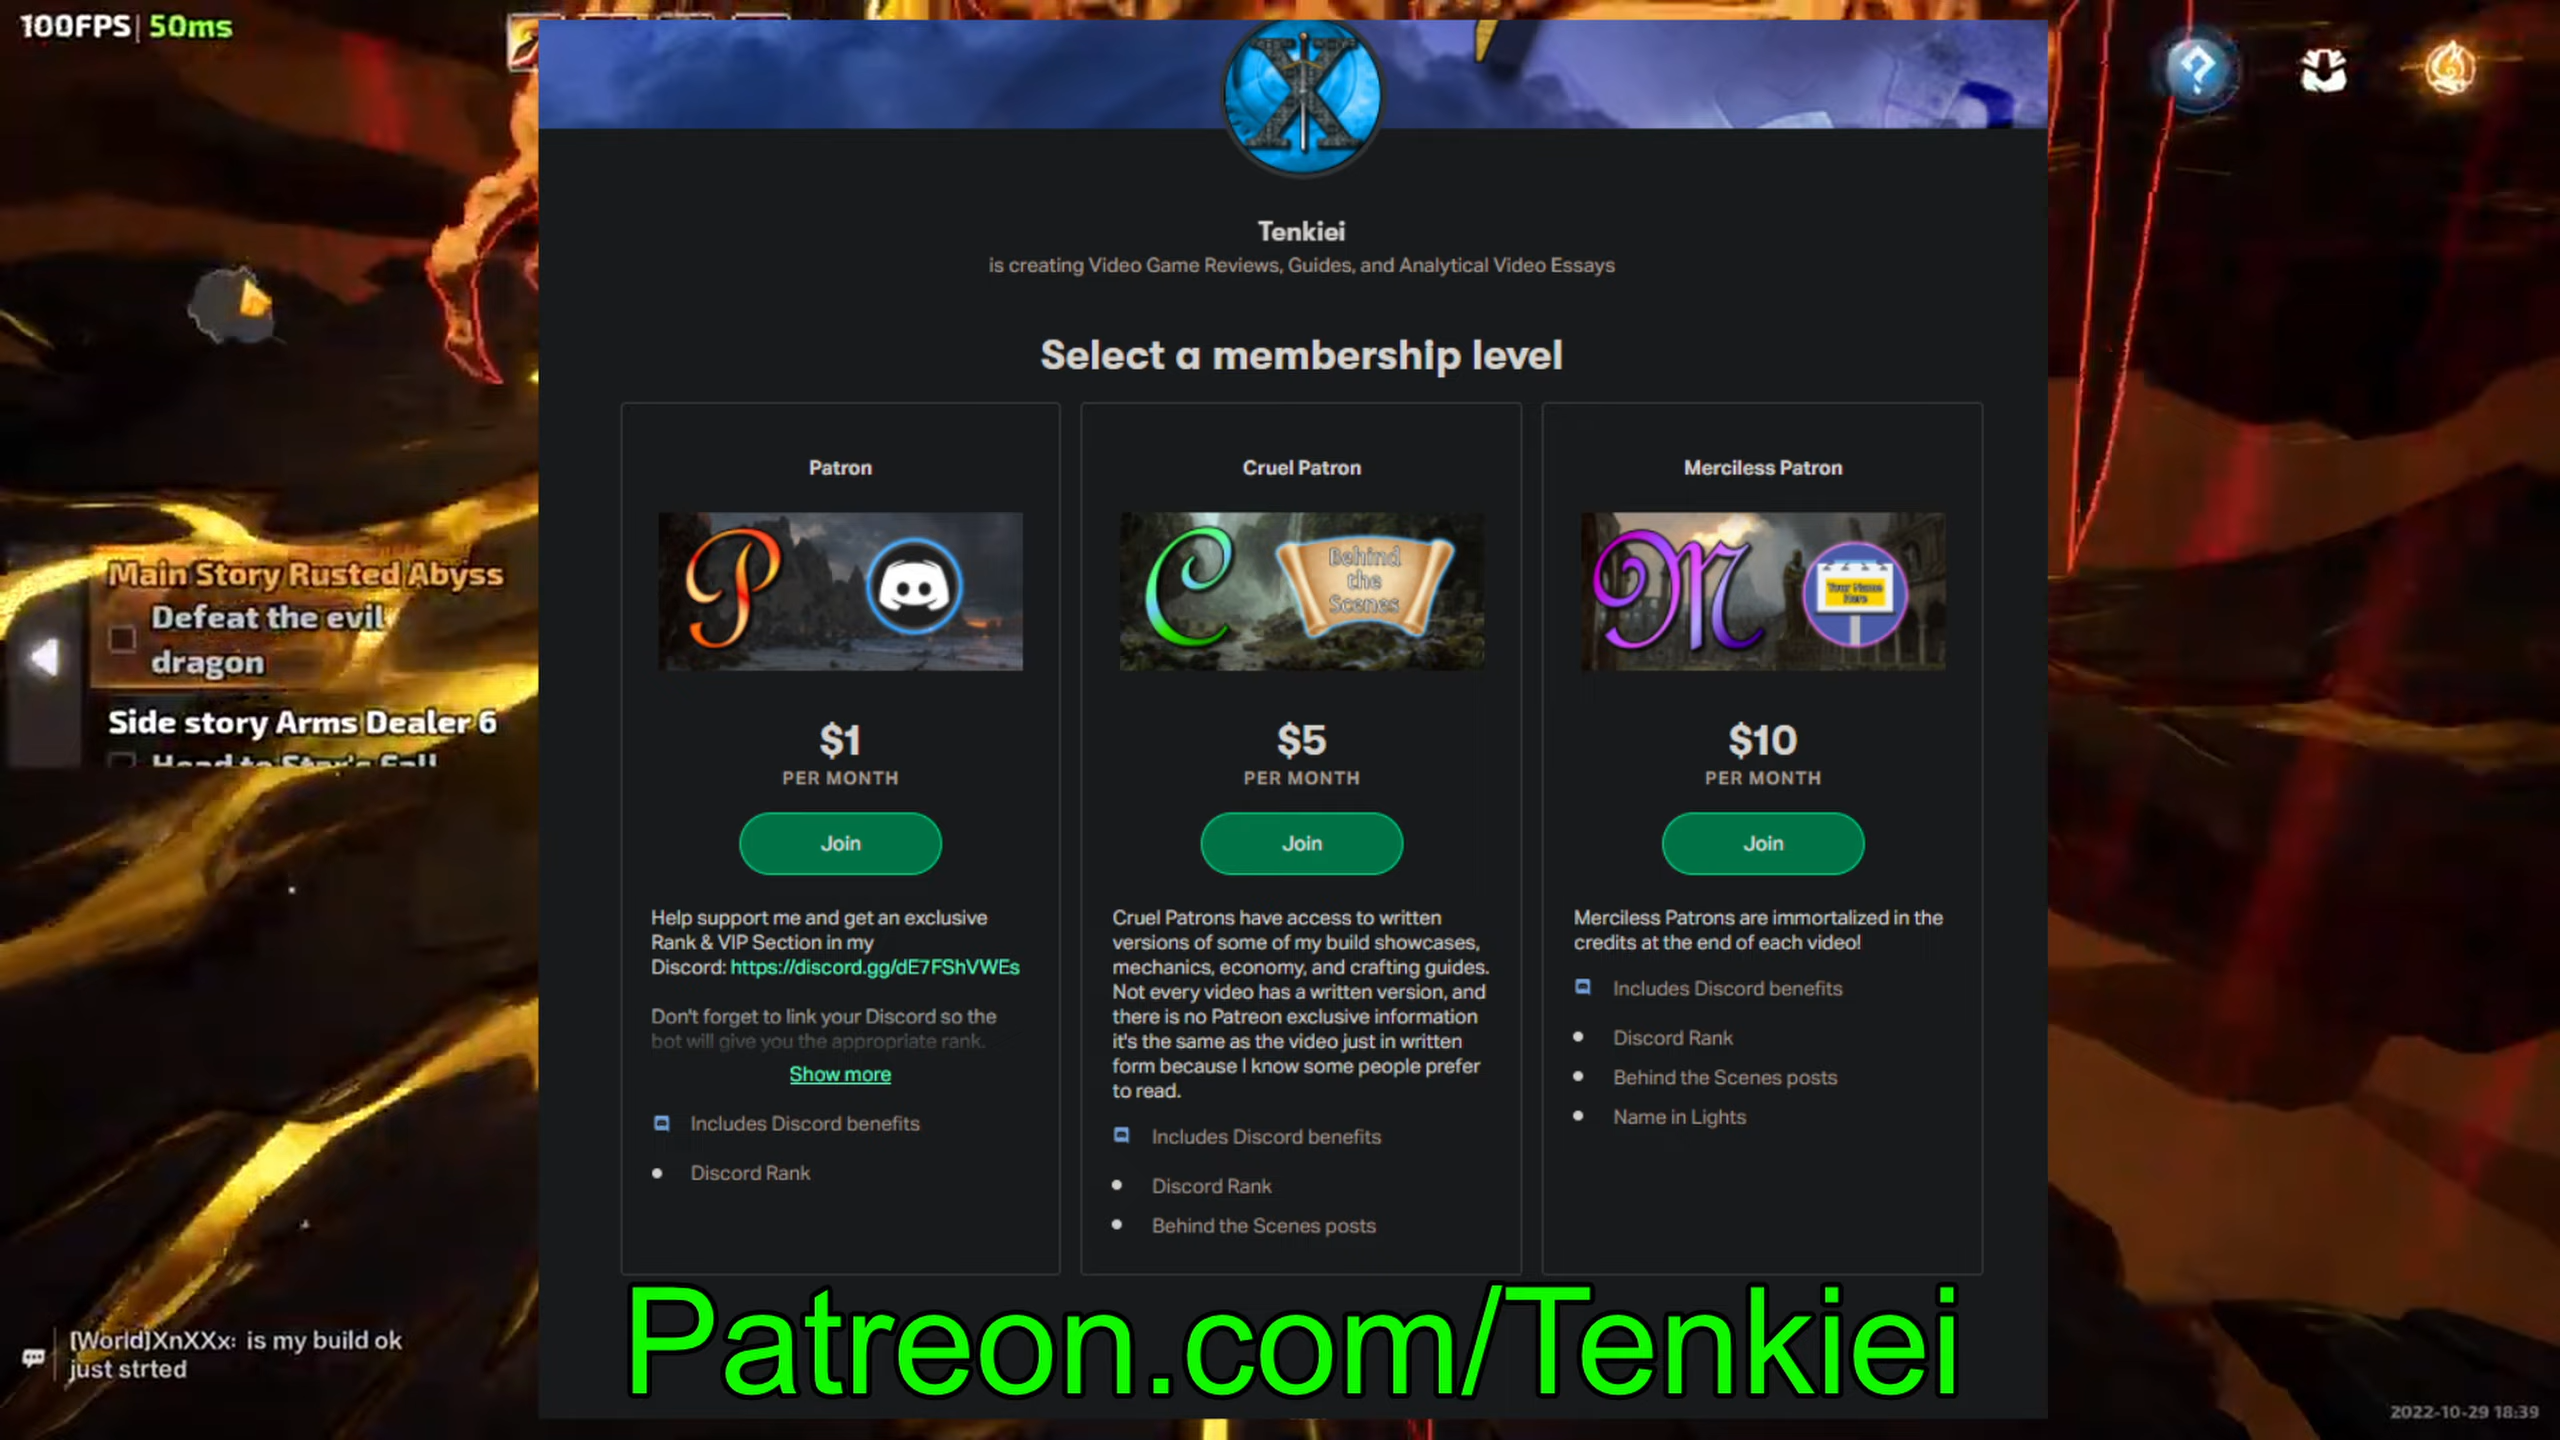 100FPS| 50ms
Tenkiei
is creating Video Game Reviews, Guides, and Analytical Video Essays
Select a membership level
Patron
$1
PER MONTH
Join
Help support me and get an exclusive
Rank & VIP Section in my
Discord: https://discord.gg/dE7FShVWEs
Don't forget to link your Discord so the
bot will give you the appropriate rank.
Show more
Includes Discord benefits
Discord Rank
Cruel Patron
Behind
the
Scenes
$5
PER MONTH
Join
Cruel Patrons have access to written
versions of some of my build showcases,
mechanics, economy, and crafting guides.
Not every video has a written version, and
there is no Patreon exclusive information
it's the same as the video just in written
form because I know some people prefer
to read.
Includes Discord benefits
Discord Rank
Behind the Scenes posts
Merciless Patron
Your Name
Here
$10
PER MONTH
Join
Merciless Patrons are immortalized in the
credits at the end of each video!
Includes Discord benefits
Discord Rank
Behind the Scenes posts
Name in Lights
Main Story Rusted Abyss
Defeat the evil
dragon
Side story Arms Dealer 6
Head to Star's Fall
[World]XnXXx: is my build ok
just strted
Patreon.com/Tenkiei
2022-10-29 18:39